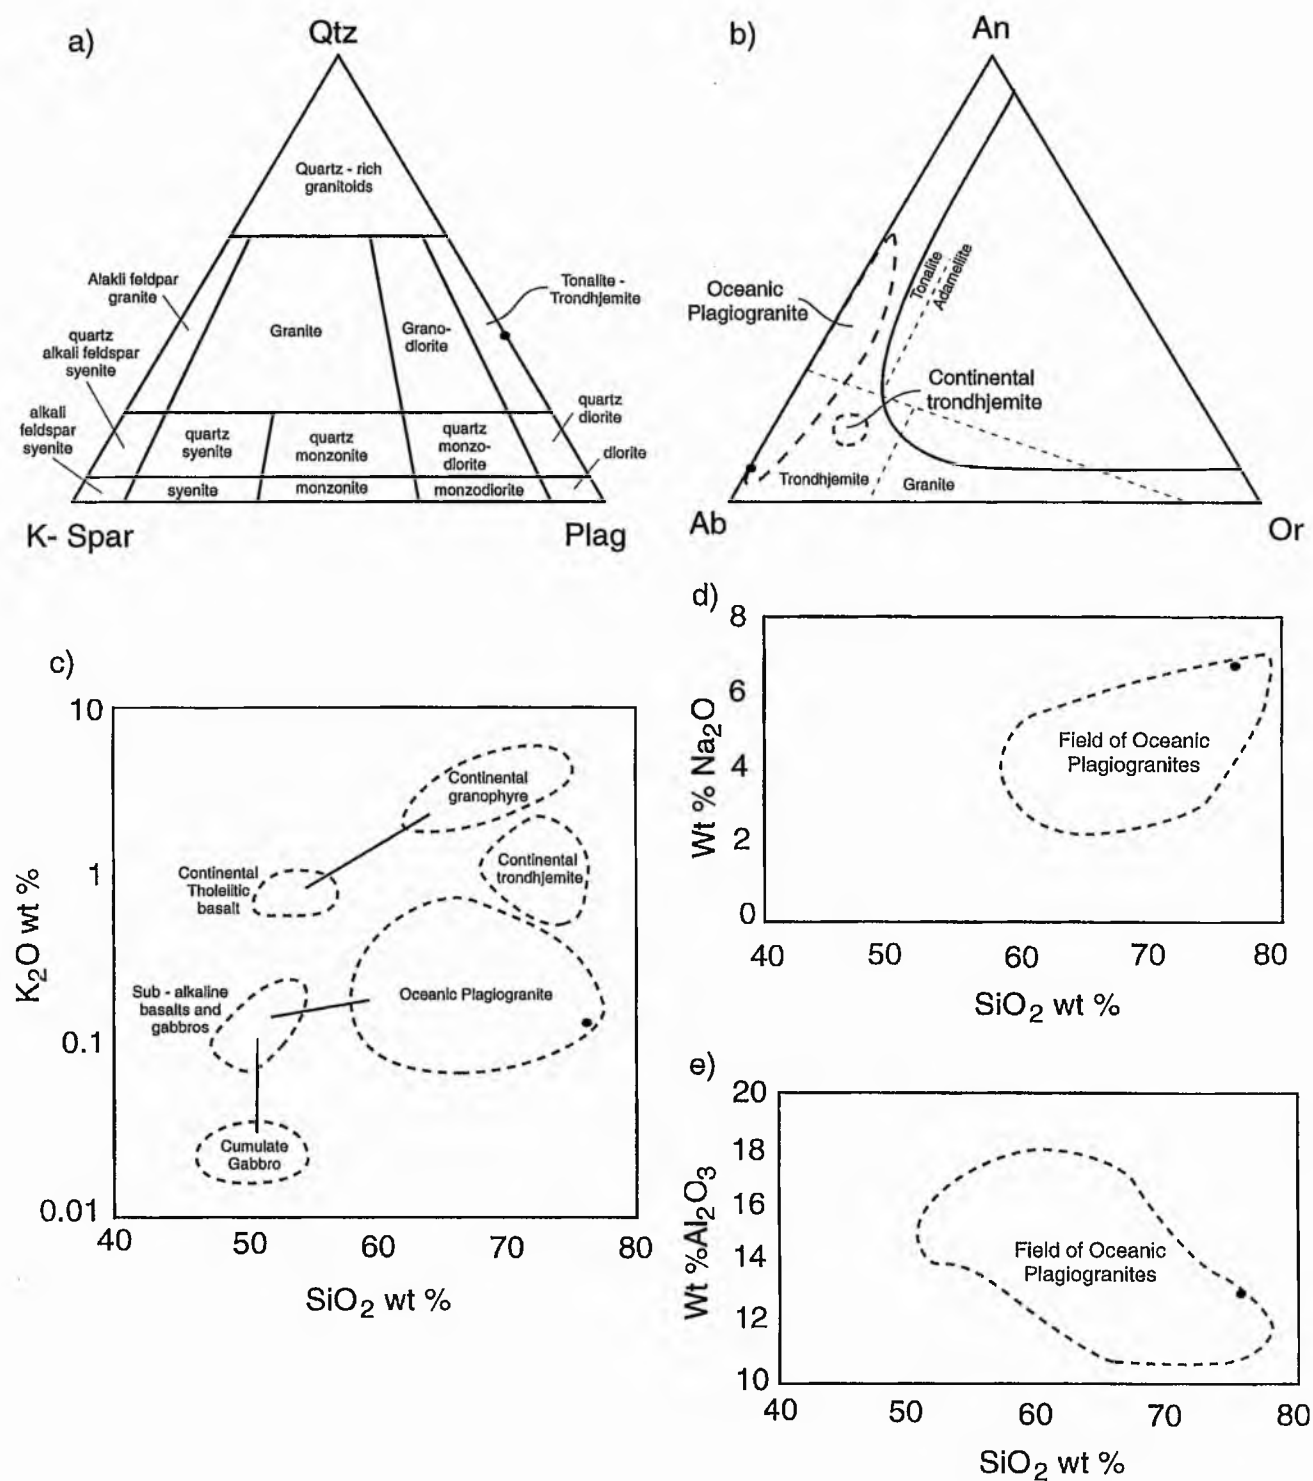 a)
Qtz
Quartz - rich
granitoids
Alakli feldpar
granite
Tonalite -
Trondhjemite
quartz
alkali feldspar
syenite
Granite
Grano-
diorite
alkali
feldspar
syenite
quartz
syenite
quartz
monzonite
quartz
monzo-
diorite
quartz
diorite
diorite
syenite
monzonite
monzodiorite
K- Spar
Plag
b)
An
Oceanic
Plagiogranite
Tonalite
Adamellite
Continental
trondhjemite
Trondhjemite
Granite
Ab
Or
c)
10
1
0.1
0.01
K2O wt %
Continental
granophyre
Continental
Tholeiitic
basalt
Continental
trondhjemite
Sub - alkaline
basalts and
gabbros
Oceanic Plagiogranite
Cumulate
Gabbro
40 50 60 70 80
SiO2 wt %
d)
8
6
4
2
0
Wt % Na2O
Field of Oceanic
Plagiogranites
40 50 60 70 80
SiO2 wt %
e)
20
18
16
14
12
10
Wt %Al2O3
Field of Oceanic
Plagiogranites
40 50 60 70 80
SiO2 wt %